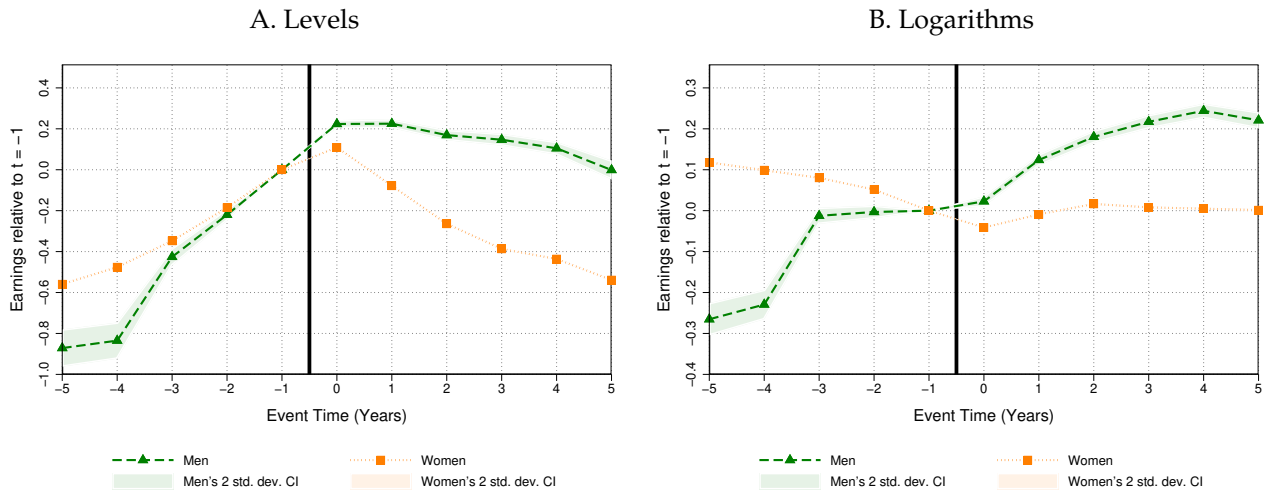 A. Levels
Earnings relative to t = −1
0.4
0.2
0.0
−0.2
−0.4
−0.6
−0.8
−1.0
−5 −4 −3 −2 −1 0 1 2 3 4 5
Event Time (Years)
Men Women
Men's 2 std. dev. CI Women's 2 std. dev. CI
B. Logarithms
Earnings relative to t = −1
0.3
0.2
0.1
0.0
−0.1
−0.2
−0.3
−0.4
−5 −4 −3 −2 −1 0 1 2 3 4 5
Event Time (Years)
Men Women
Men's 2 std. dev. CI Women's 2 std. dev. CI